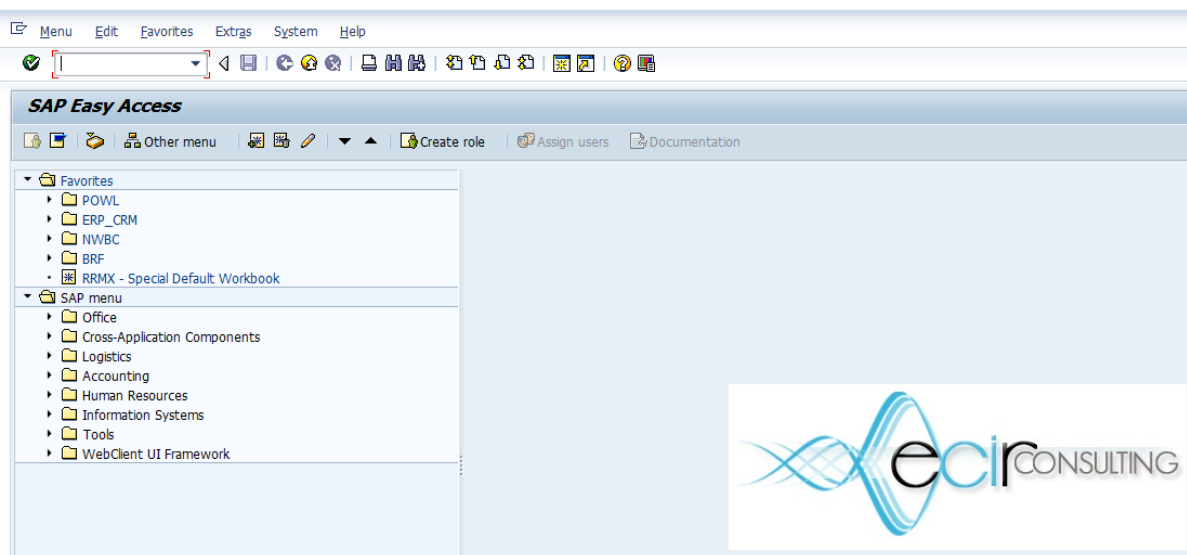 Menu Edit Favorites Extras System Help
SAP Easy Access
Other menu Create role Assign users Documentation
Favorites
POWL
ERP_CRM
NWBC
BRF
RRMX - Special Default Workbook
SAP menu
Office
Cross-Application Components
Logistics
Accounting
Human Resources
Information Systems
Tools
WebClient UI Framework
ecir CONSULTING